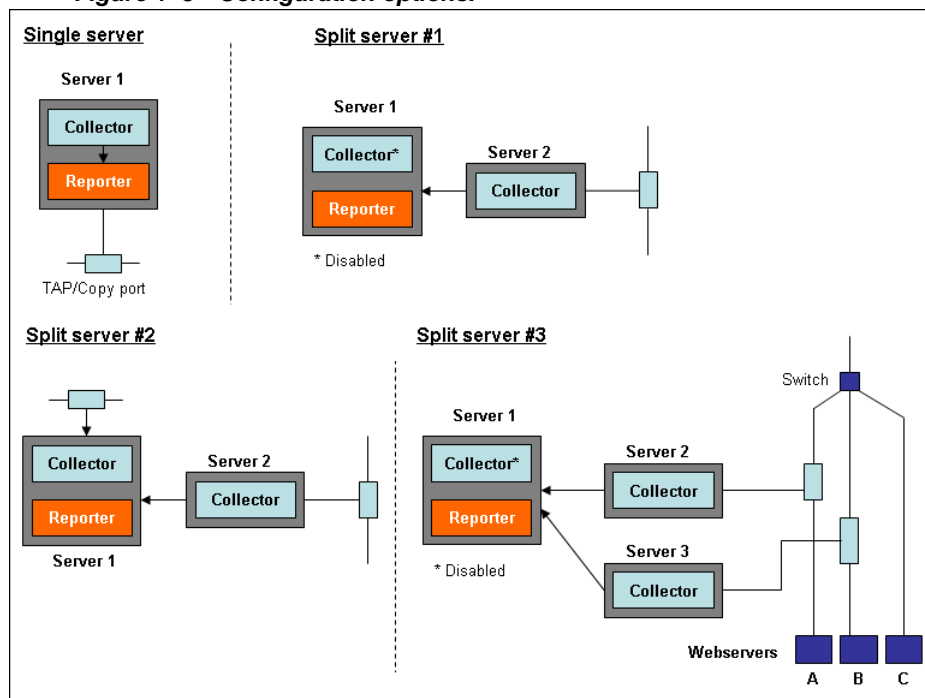 Figure 1–3 Configuration options.
Single server
Server 1
Collector
Reporter
TAP/Copy port
Split server #1
Server 1
Collector*
Reporter
* Disabled
Server 2
Collector
Split server #2
Collector
Reporter
Server 1
Server 2
Collector
Split server #3
Server 1
Collector*
Reporter
* Disabled
Server 2
Collector
Server 3
Collector
Switch
Webservers
A B C